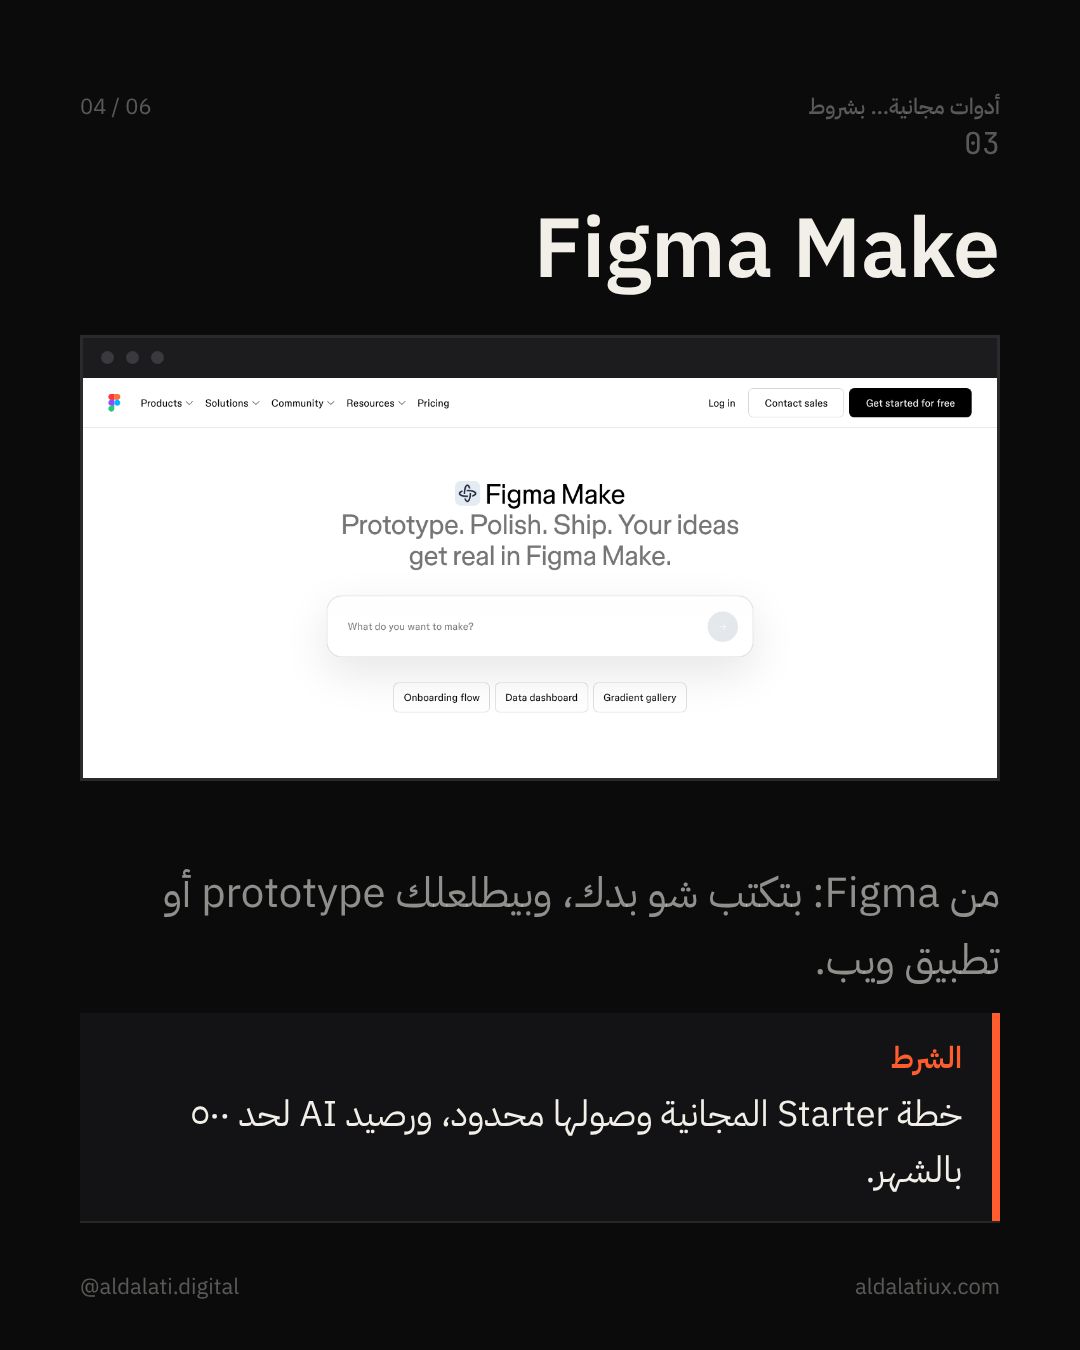 أدوات مجانية... بشروط
04 / 06
03
Figma Make
Products
Solutions
Community
Resources
Pricing
Log in
Contact sales
Get started for free
Figma Make
Prototype. Polish. Ship. Your ideas
get real in Figma Make.
What do you want to make?
Onboarding flow
Data dashboard
Gradient gallery
من Figma: بتكتب شو بدك، وبيطلعلك prototype أو
تطبيق ويب.
الشرط
خطة Starter المجانية وصولها محدود، ورصيد AI لحد ٥٠٠
بالشهر.
@aldalati.digital
aldalatiux.com